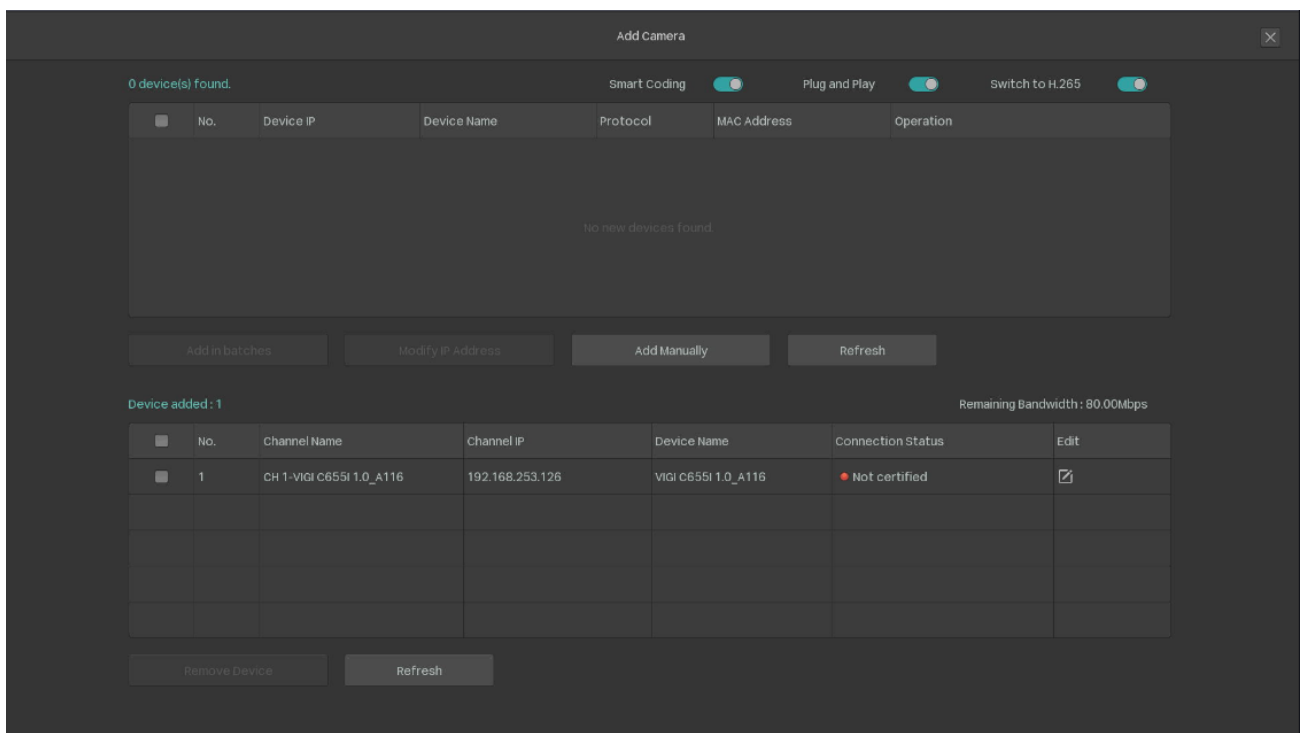 Add Camera
0 device(s) found. Smart Coding Plug and Play Switch to H.265
No. Device IP Device Name Protocol MAC Address Operation
No new devices found.
Add in batches Modify IP Address Add Manually Refresh
Device added : 1 Remaining Bandwidth : 80.00Mbps
No. Channel Name Channel IP Device Name Connection Status Edit
1 CH 1-VIGI C655I 1.0_A116 192.168.253.126 VIGI C655I 1.0_A116 Not certified
Remove Device Refresh